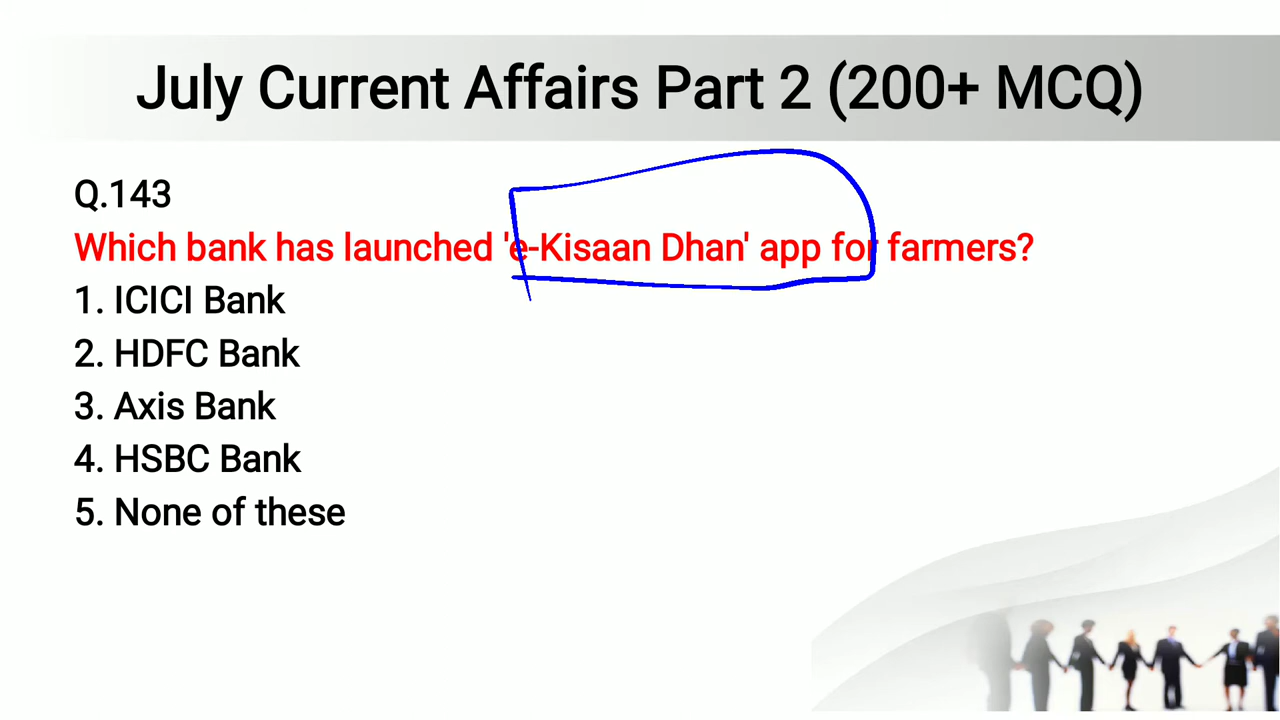 July Current Affairs Part 2 (200+ MCQ)
Q.143
Which bank has launched 'e-Kisaan Dhan' app for farmers?
1. ICICI Bank
2. HDFC Bank
3. Axis Bank
4. HSBC Bank
5. None of these